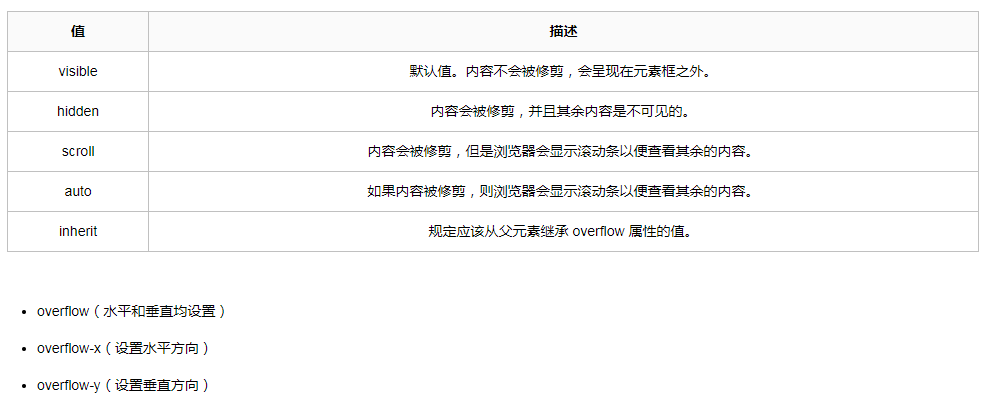 值 描述
visible 默认值。内容不会被修剪，会呈现在元素框之外。
hidden 内容会被修剪，并且其余内容是不可见的。
scroll 内容会被修剪，但是浏览器会显示滚动条以便查看其余的内容。
auto 如果内容被修剪，则浏览器会显示滚动条以便查看其余的内容。
inherit 规定应该从父元素继承 overflow 属性的值。
• overflow（水平和垂直均设置）
• overflow-x（设置水平方向）
• overflow-y（设置垂直方向）